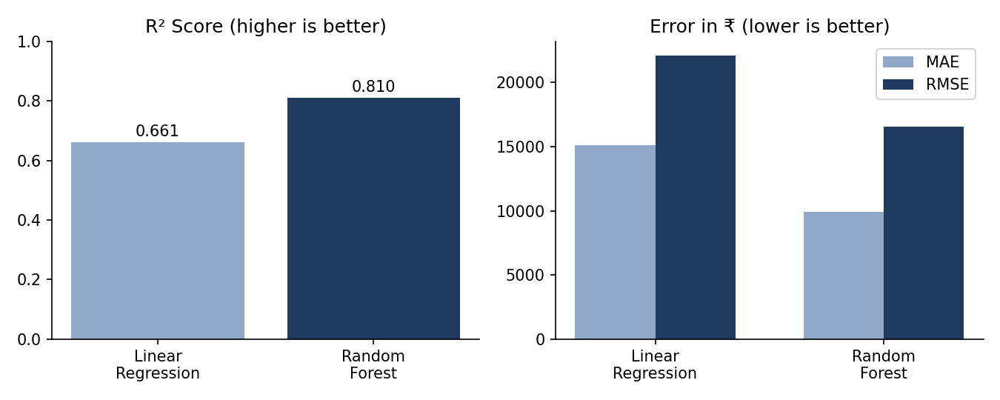 R² Score (higher is better)
1.0
0.8
0.6
0.4
0.2
0.0
0.661
0.810
Linear
Regression
Random
Forest
Error in ₹ (lower is better)
20000
15000
10000
5000
0
MAE
RMSE
Linear
Regression
Random
Forest